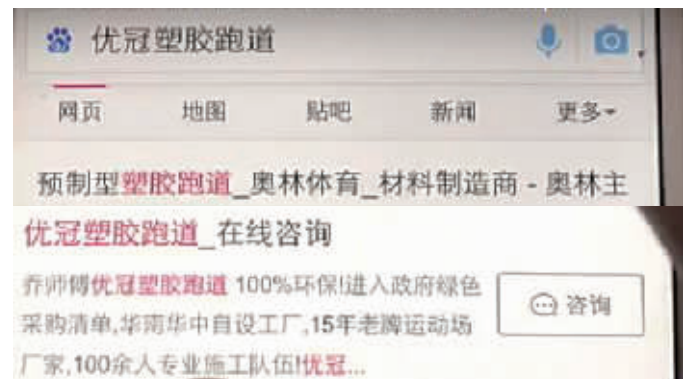 优冠塑胶跑道
网页 地图 贴吧 新闻 更多
预制型塑胶跑道_奥林体育_材料制造商 - 奥林主
优冠塑胶跑道_在线咨询
乔师傅优冠塑胶跑道 100%环保!进入政府绿色
采购清单,华南华中自设工厂,15年老牌运动场
厂家,100余人专业施工队伍!优冠...
咨询